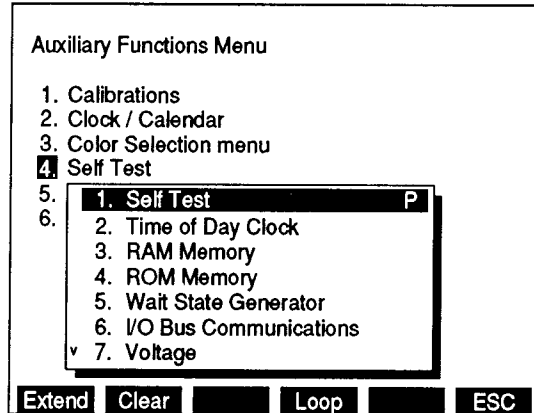 Auxiliary Functions Menu
1. Calibrations
2. Clock / Calendar
3. Color Selection menu
4. Self Test
5.
6.
1. Self Test P
2. Time of Day Clock
3. RAM Memory
4. ROM Memory
5. Wait State Generator
6. I/O Bus Communications
v 7. Voltage
Extend Clear Loop ESC